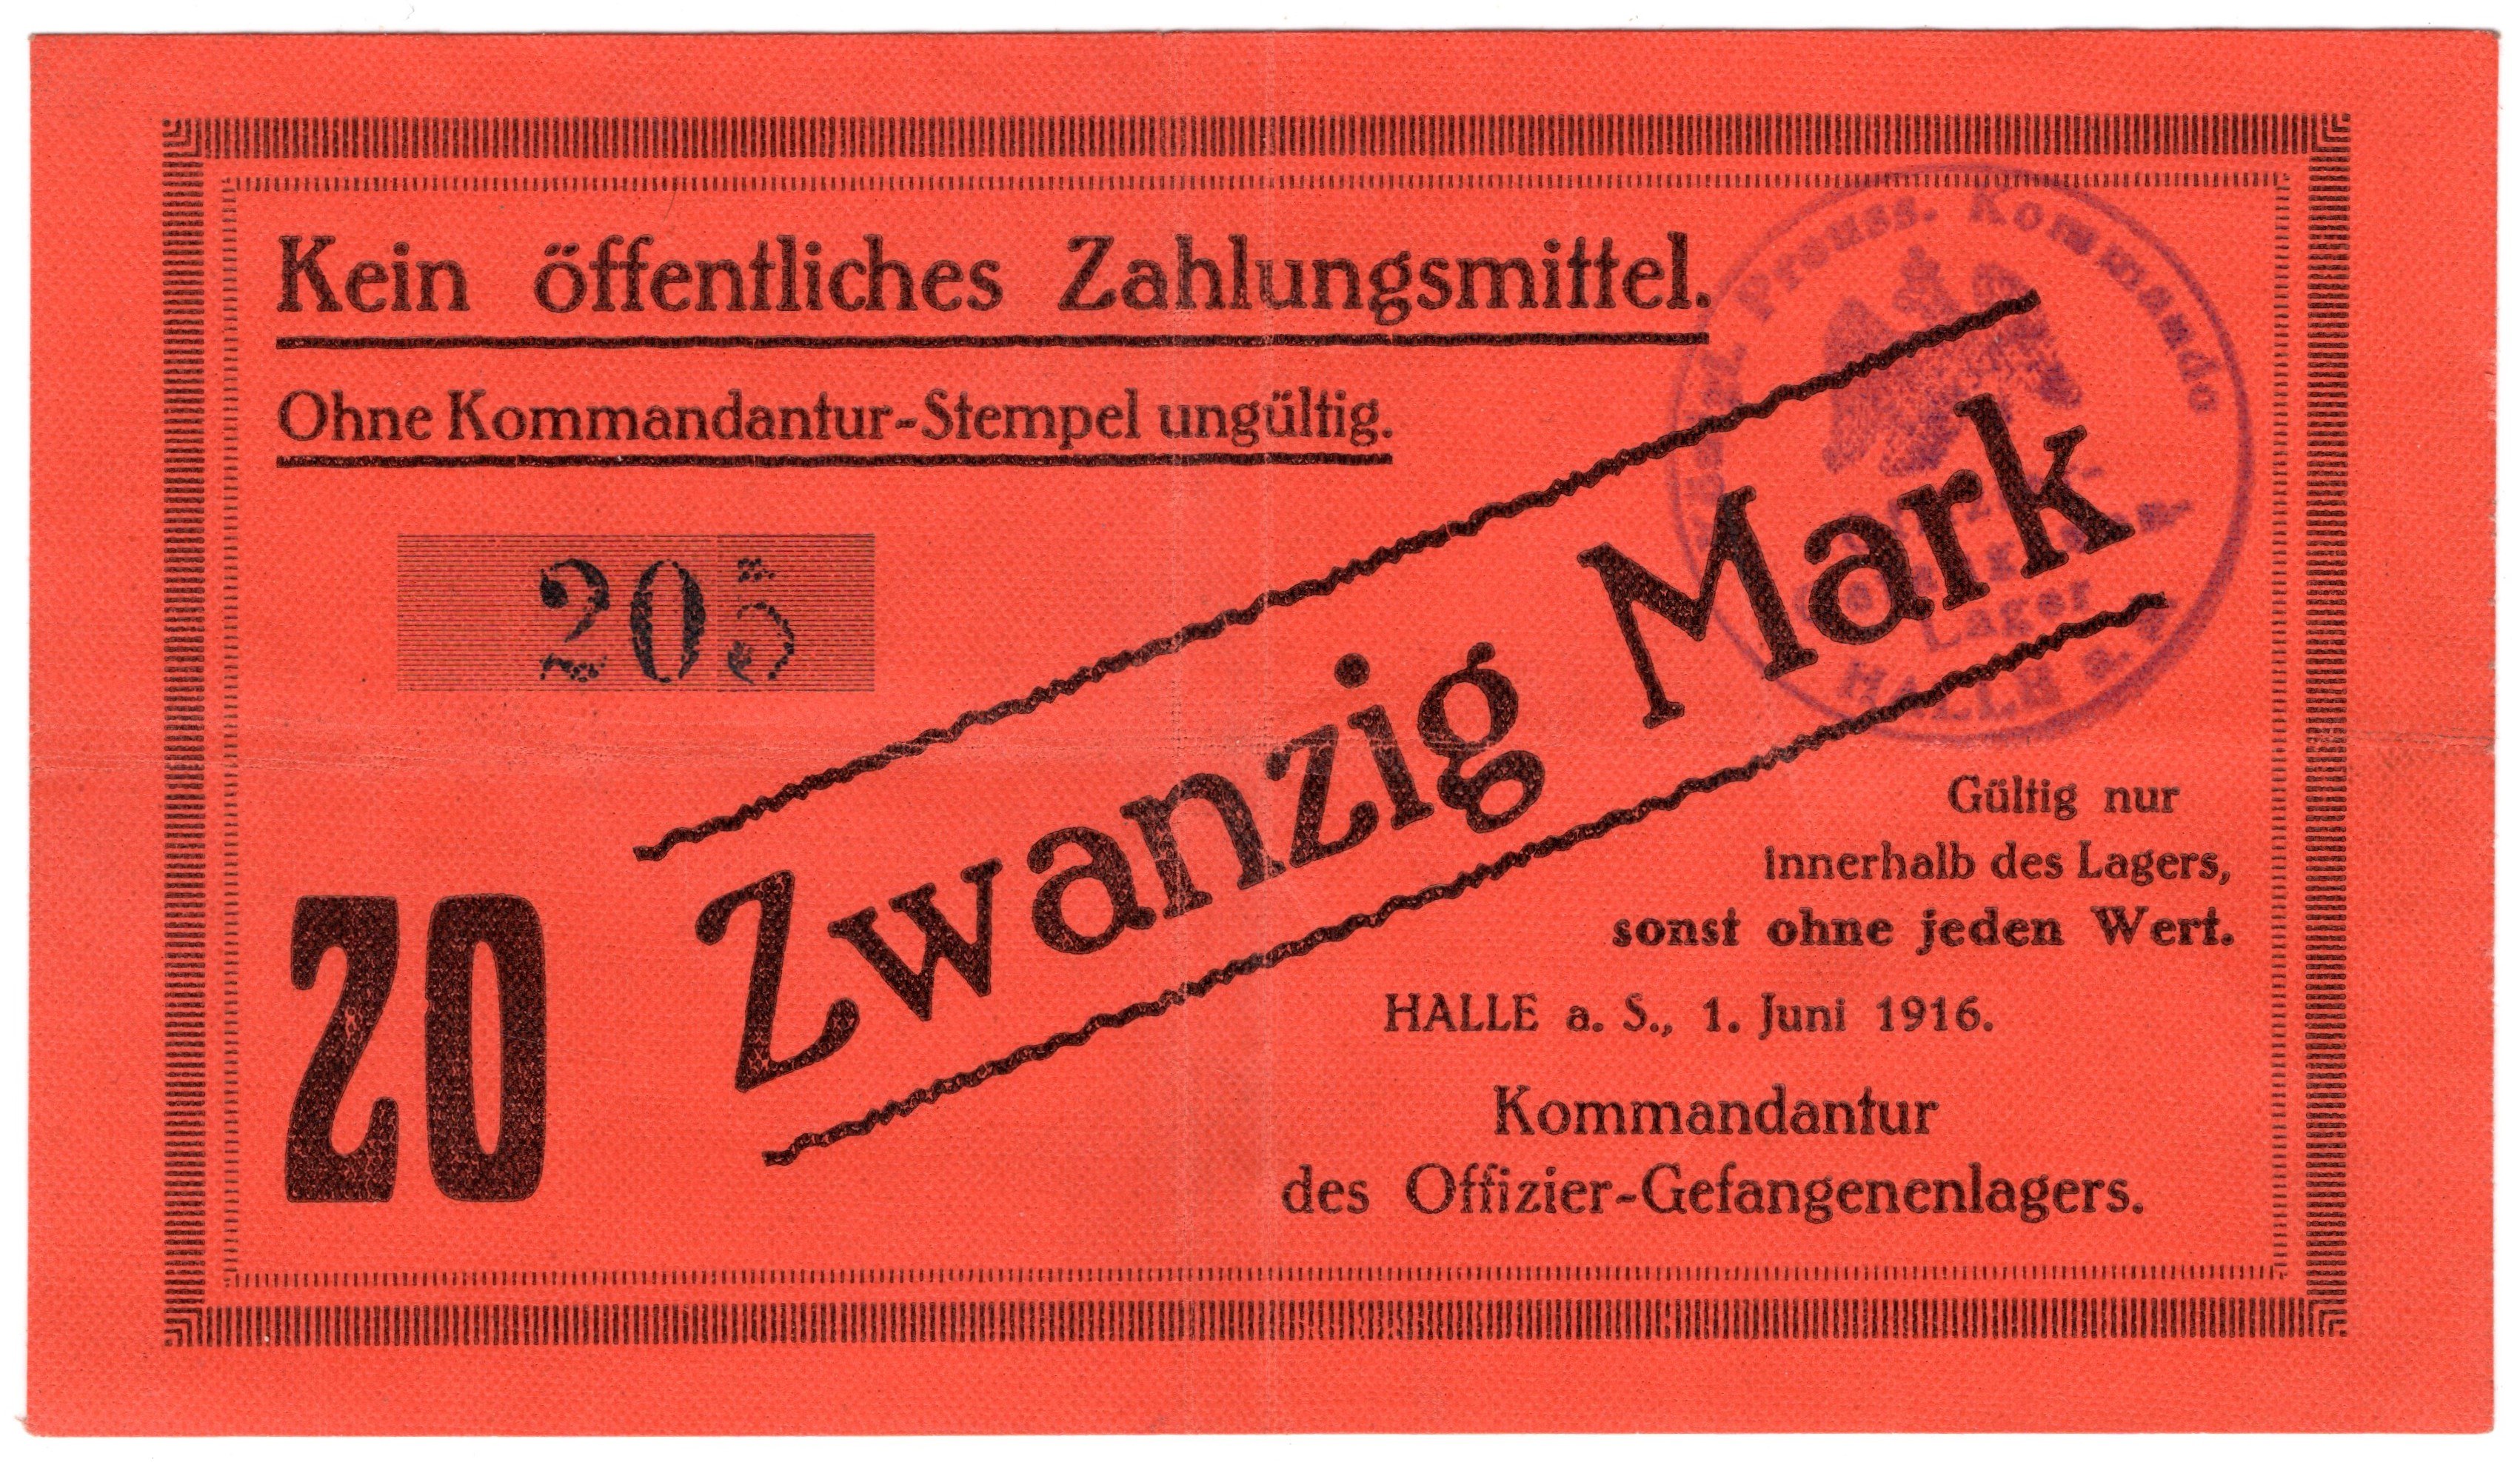 Kein öffentliches Zahlungsmittel.
Ohne Kommandantur-Stempel ungültig.
205
20
Zwanzig Mark
Preuss. Kommando
Lager
HALLE a. S.
Gültig nur
innerhalb des Lagers,
sonst ohne jeden Wert.
HALLE a. S., 1. Juni 1916.
Kommandantur
des Offizier-Gefangenenlagers.